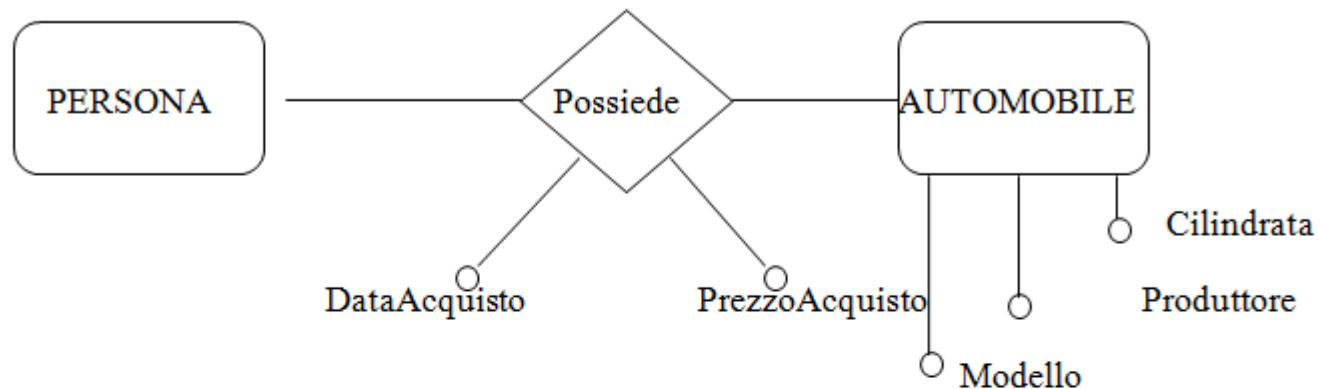 PERSONA
Possiede
AUTOMOBILE
Cilindrata
DataAcquisto
PrezzoAcquisto
Produttore
Modello